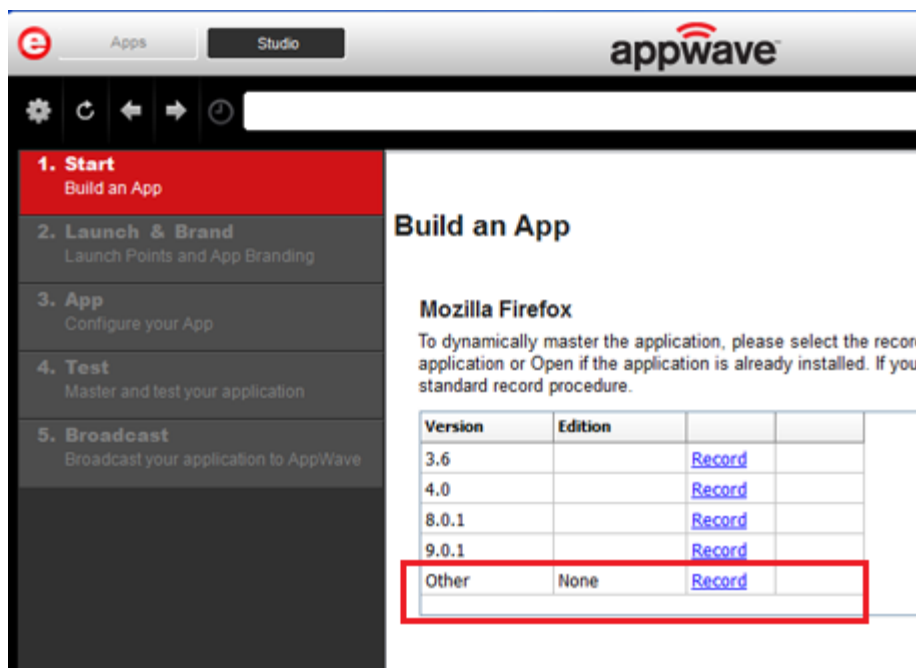 e Apps Studio appwave
1. Start
Build an App
2. Launch & Brand
Launch Points and App Branding
3. App
Configure your App
4. Test
Master and test your application
5. Broadcast
Broadcast your application to AppWave
Build an App
Mozilla Firefox
To dynamically master the application, please select the recor
application or Open if the application is already installed. If you
standard record procedure.
Version Edition
3.6 Record
4.0 Record
8.0.1 Record
9.0.1 Record
Other None Record